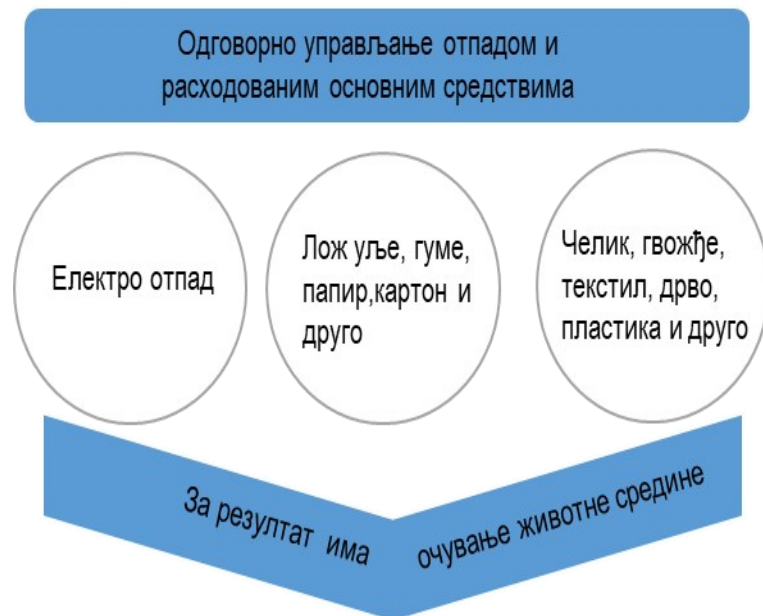 Одговорно управљање отпадом и
расходованим основним средствима
Електро отпад
Лож уље, гуме,
папир,картон и
друго
Челик, гвожђе,
текстил, дрво,
пластика и друго
За резултат има
очување животне средине